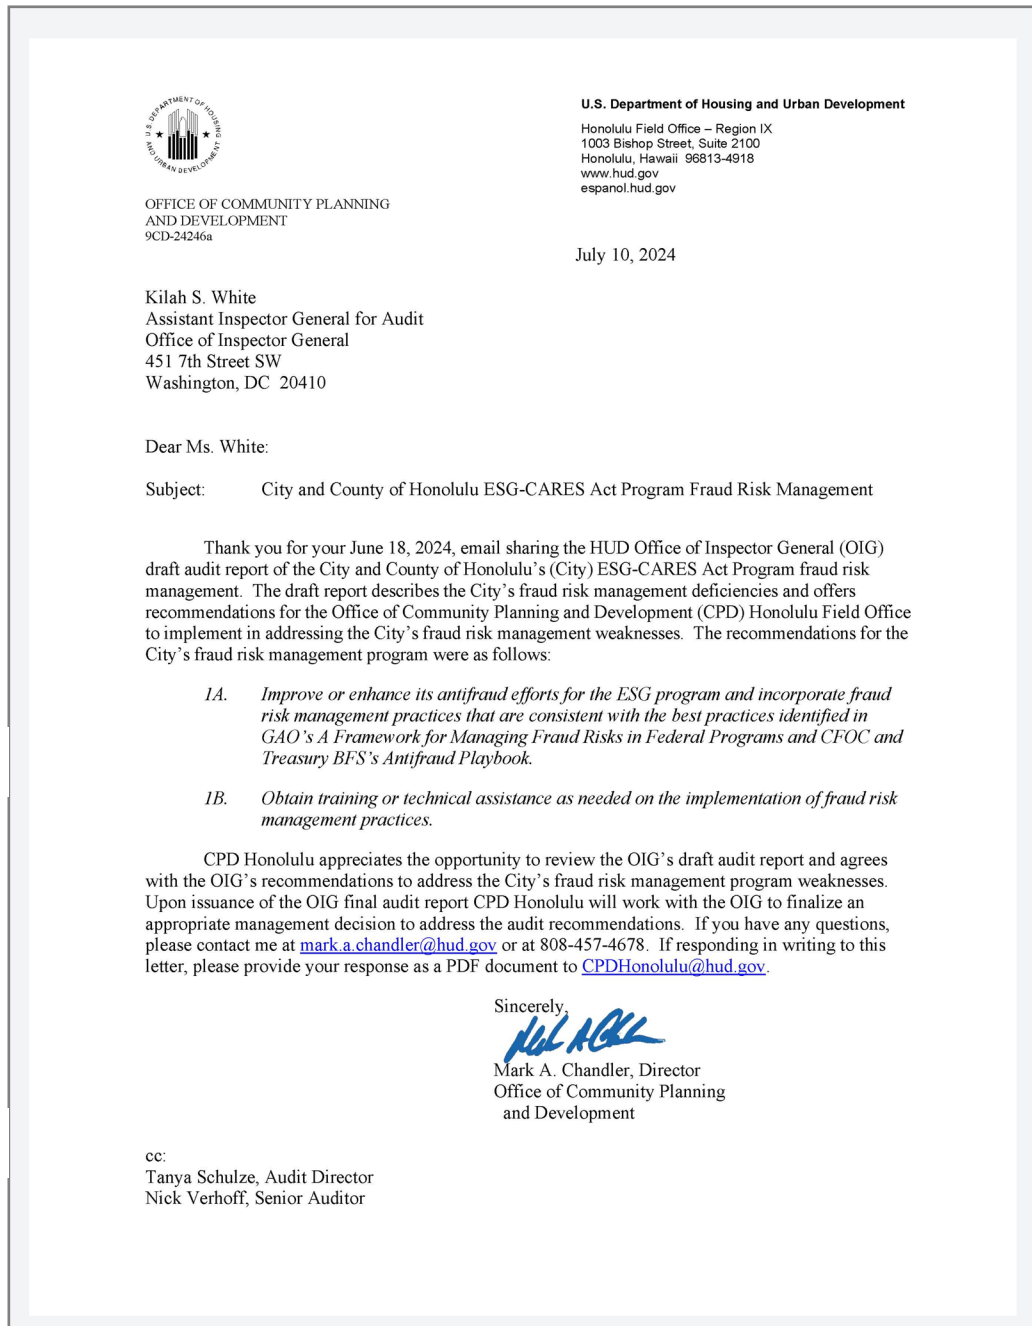 U.S. DEPARTMENT OF HOUSING AND URBAN DEVELOPMENT
U.S. Department of Housing and Urban Development
Honolulu Field Office – Region IX
1003 Bishop Street, Suite 2100
Honolulu, Hawaii  96813-4918
www.hud.gov
espanol.hud.gov
OFFICE OF COMMUNITY PLANNING
AND DEVELOPMENT
9CD-24246a
July 10, 2024
Kilah S. White
Assistant Inspector General for Audit
Office of Inspector General
451 7th Street SW
Washington, DC  20410
Dear Ms. White:
Subject: City and County of Honolulu ESG-CARES Act Program Fraud Risk Management
Thank you for your June 18, 2024, email sharing the HUD Office of Inspector General (OIG)
draft audit report of the City and County of Honolulu’s (City) ESG-CARES Act Program fraud risk
management.  The draft report describes the City’s fraud risk management deficiencies and offers
recommendations for the Office of Community Planning and Development (CPD) Honolulu Field Office
to implement in addressing the City’s fraud risk management weaknesses.  The recommendations for the
City’s fraud risk management program were as follows:
1A. Improve or enhance its antifraud efforts for the ESG program and incorporate fraud
risk management practices that are consistent with the best practices identified in
GAO’s A Framework for Managing Fraud Risks in Federal Programs and CFOC and
Treasury BFS’s Antifraud Playbook.
1B. Obtain training or technical assistance as needed on the implementation of fraud risk
management practices.
CPD Honolulu appreciates the opportunity to review the OIG’s draft audit report and agrees
with the OIG’s recommendations to address the City’s fraud risk management program weaknesses.
Upon issuance of the OIG final audit report CPD Honolulu will work with the OIG to finalize an
appropriate management decision to address the audit recommendations.  If you have any questions,
please contact me at mark.a.chandler@hud.gov or at 808-457-4678.  If responding in writing to this
letter, please provide your response as a PDF document to CPDHonolulu@hud.gov.
Sincerely,
Mark A. Chandler, Director
Office of Community Planning
and Development
cc:
Tanya Schulze, Audit Director
Nick Verhoff, Senior Auditor